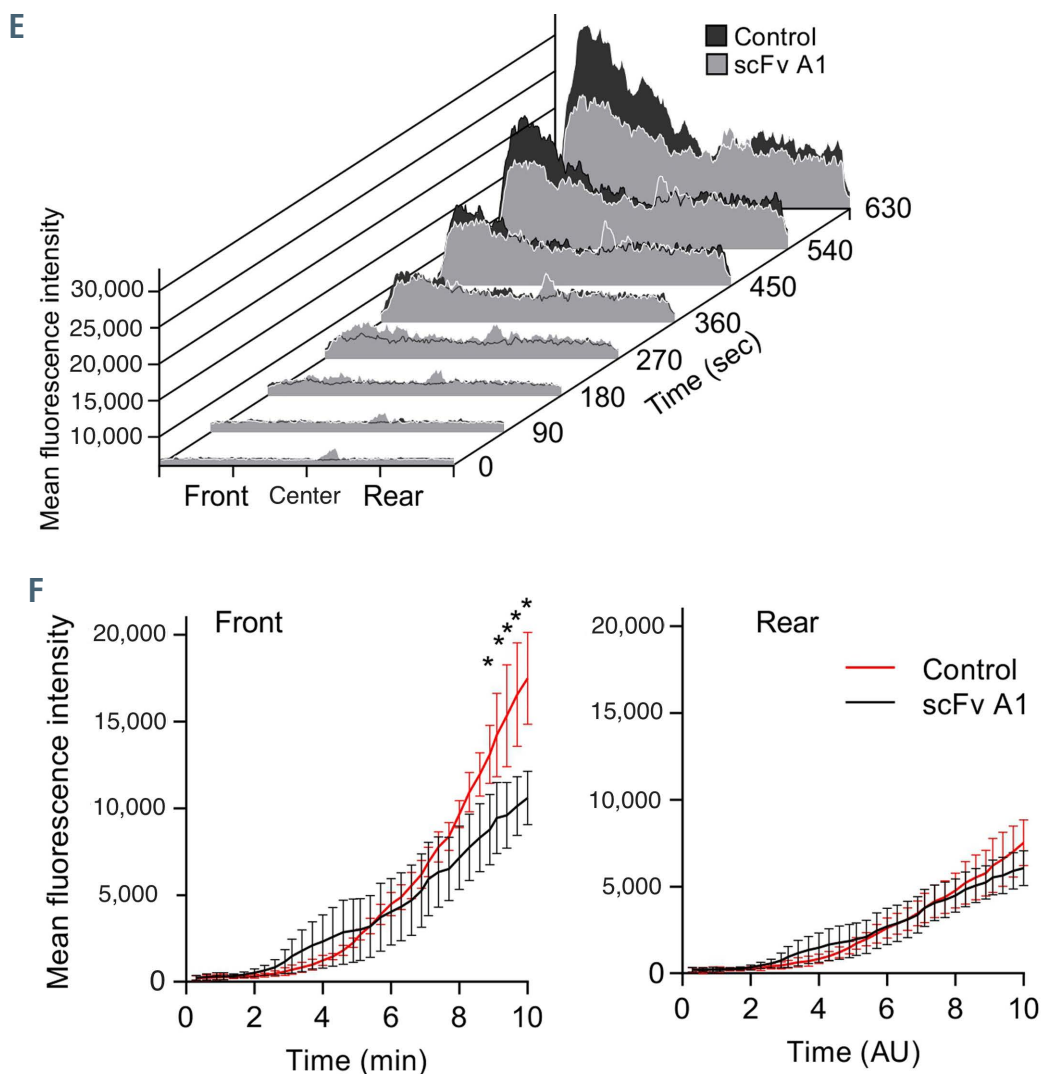 E
Control
scFv A1
Mean fluorescence intensity
30,000
25,000
20,000
15,000
10,000
630
540
450
360
270
180
90
0
Time (sec)
Front Center Rear
F
Front
Mean fluorescence intensity
20,000
15,000
10,000
5,000
0
* * * * *
0 2 4 6 8 10
Time (min)
Rear
20,000
15,000
10,000
5,000
0
Control
scFv A1
0 2 4 6 8 10
Time (AU)